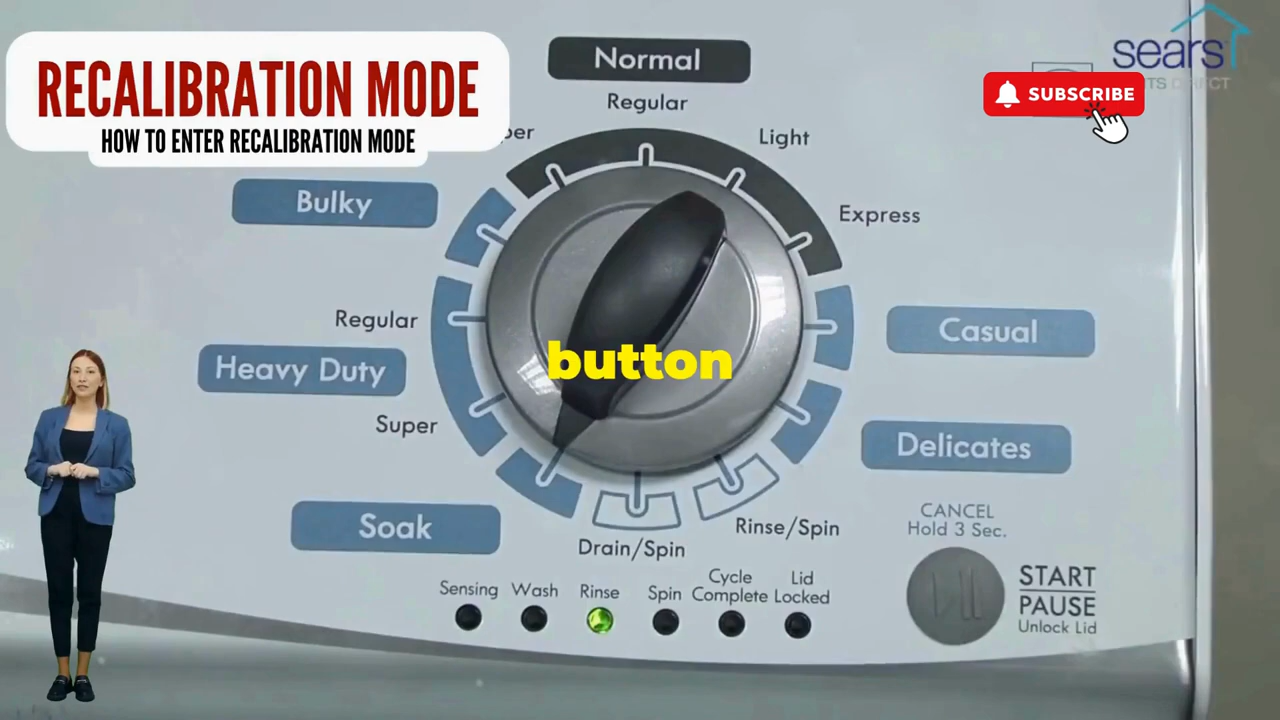 RECALIBRATION MODE
HOW TO ENTER RECALIBRATION MODE
sears
SUBSCRIBE
Normal
Regular
Light
Express
Bulky
Regular
Heavy Duty
Super
button
Casual
Delicates
Soak
Rinse/Spin
Drain/Spin
CANCEL
Hold 3 Sec.
Sensing
Wash
Rinse
Spin
Cycle
Complete
Lid
Locked
START
PAUSE
Unlock Lid